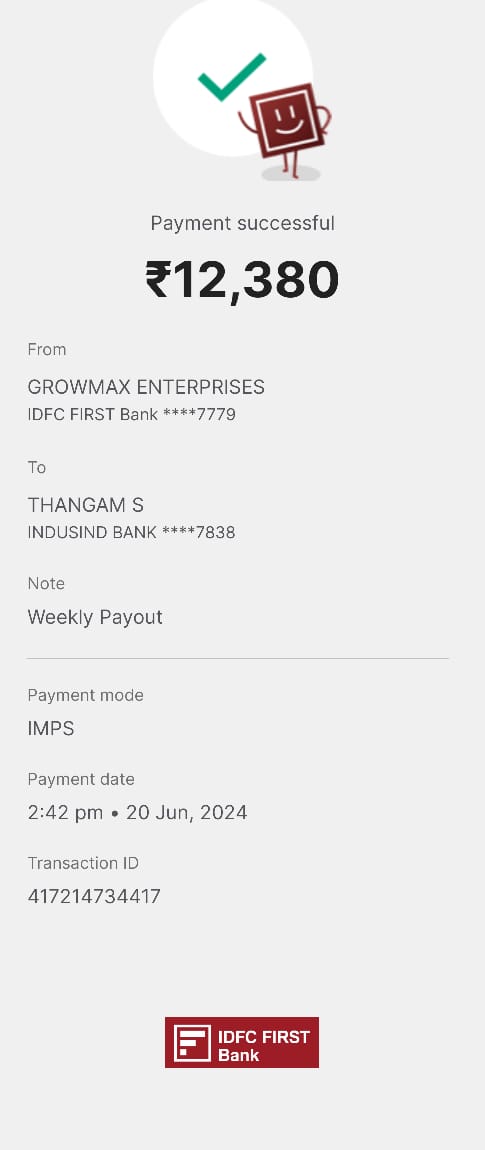 Payment successful
₹12,380
From
GROWMAX ENTERPRISES
IDFC FIRST Bank ****7779
To
THANGAM S
INDUSIND BANK ****7838
Note
Weekly Payout
Payment mode
IMPS
Payment date
2:42 pm • 20 Jun, 2024
Transaction ID
417214734417
IDFC FIRST
Bank